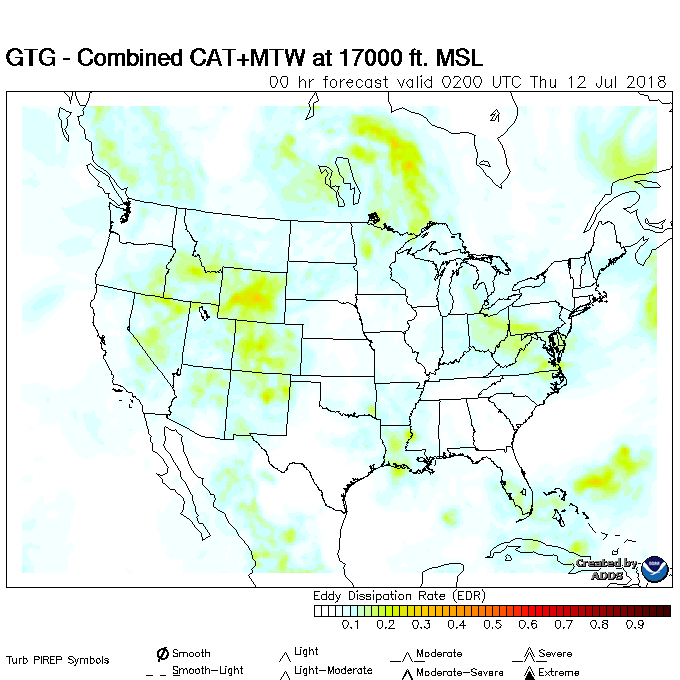 GTG - Combined CAT+MTW at 17000 ft. MSL
00 hr forecast valid 0200 UTC Thu 12 Jul 2018
Created by
ADDS
Eddy Dissipation Rate (EDR)
0.1 0.2 0.3 0.4 0.5 0.6 0.7 0.8 0.9
Turb PIREP Symbols
Smooth Light Moderate Severe
Smooth-Light Light-Moderate Moderate-Severe Extreme